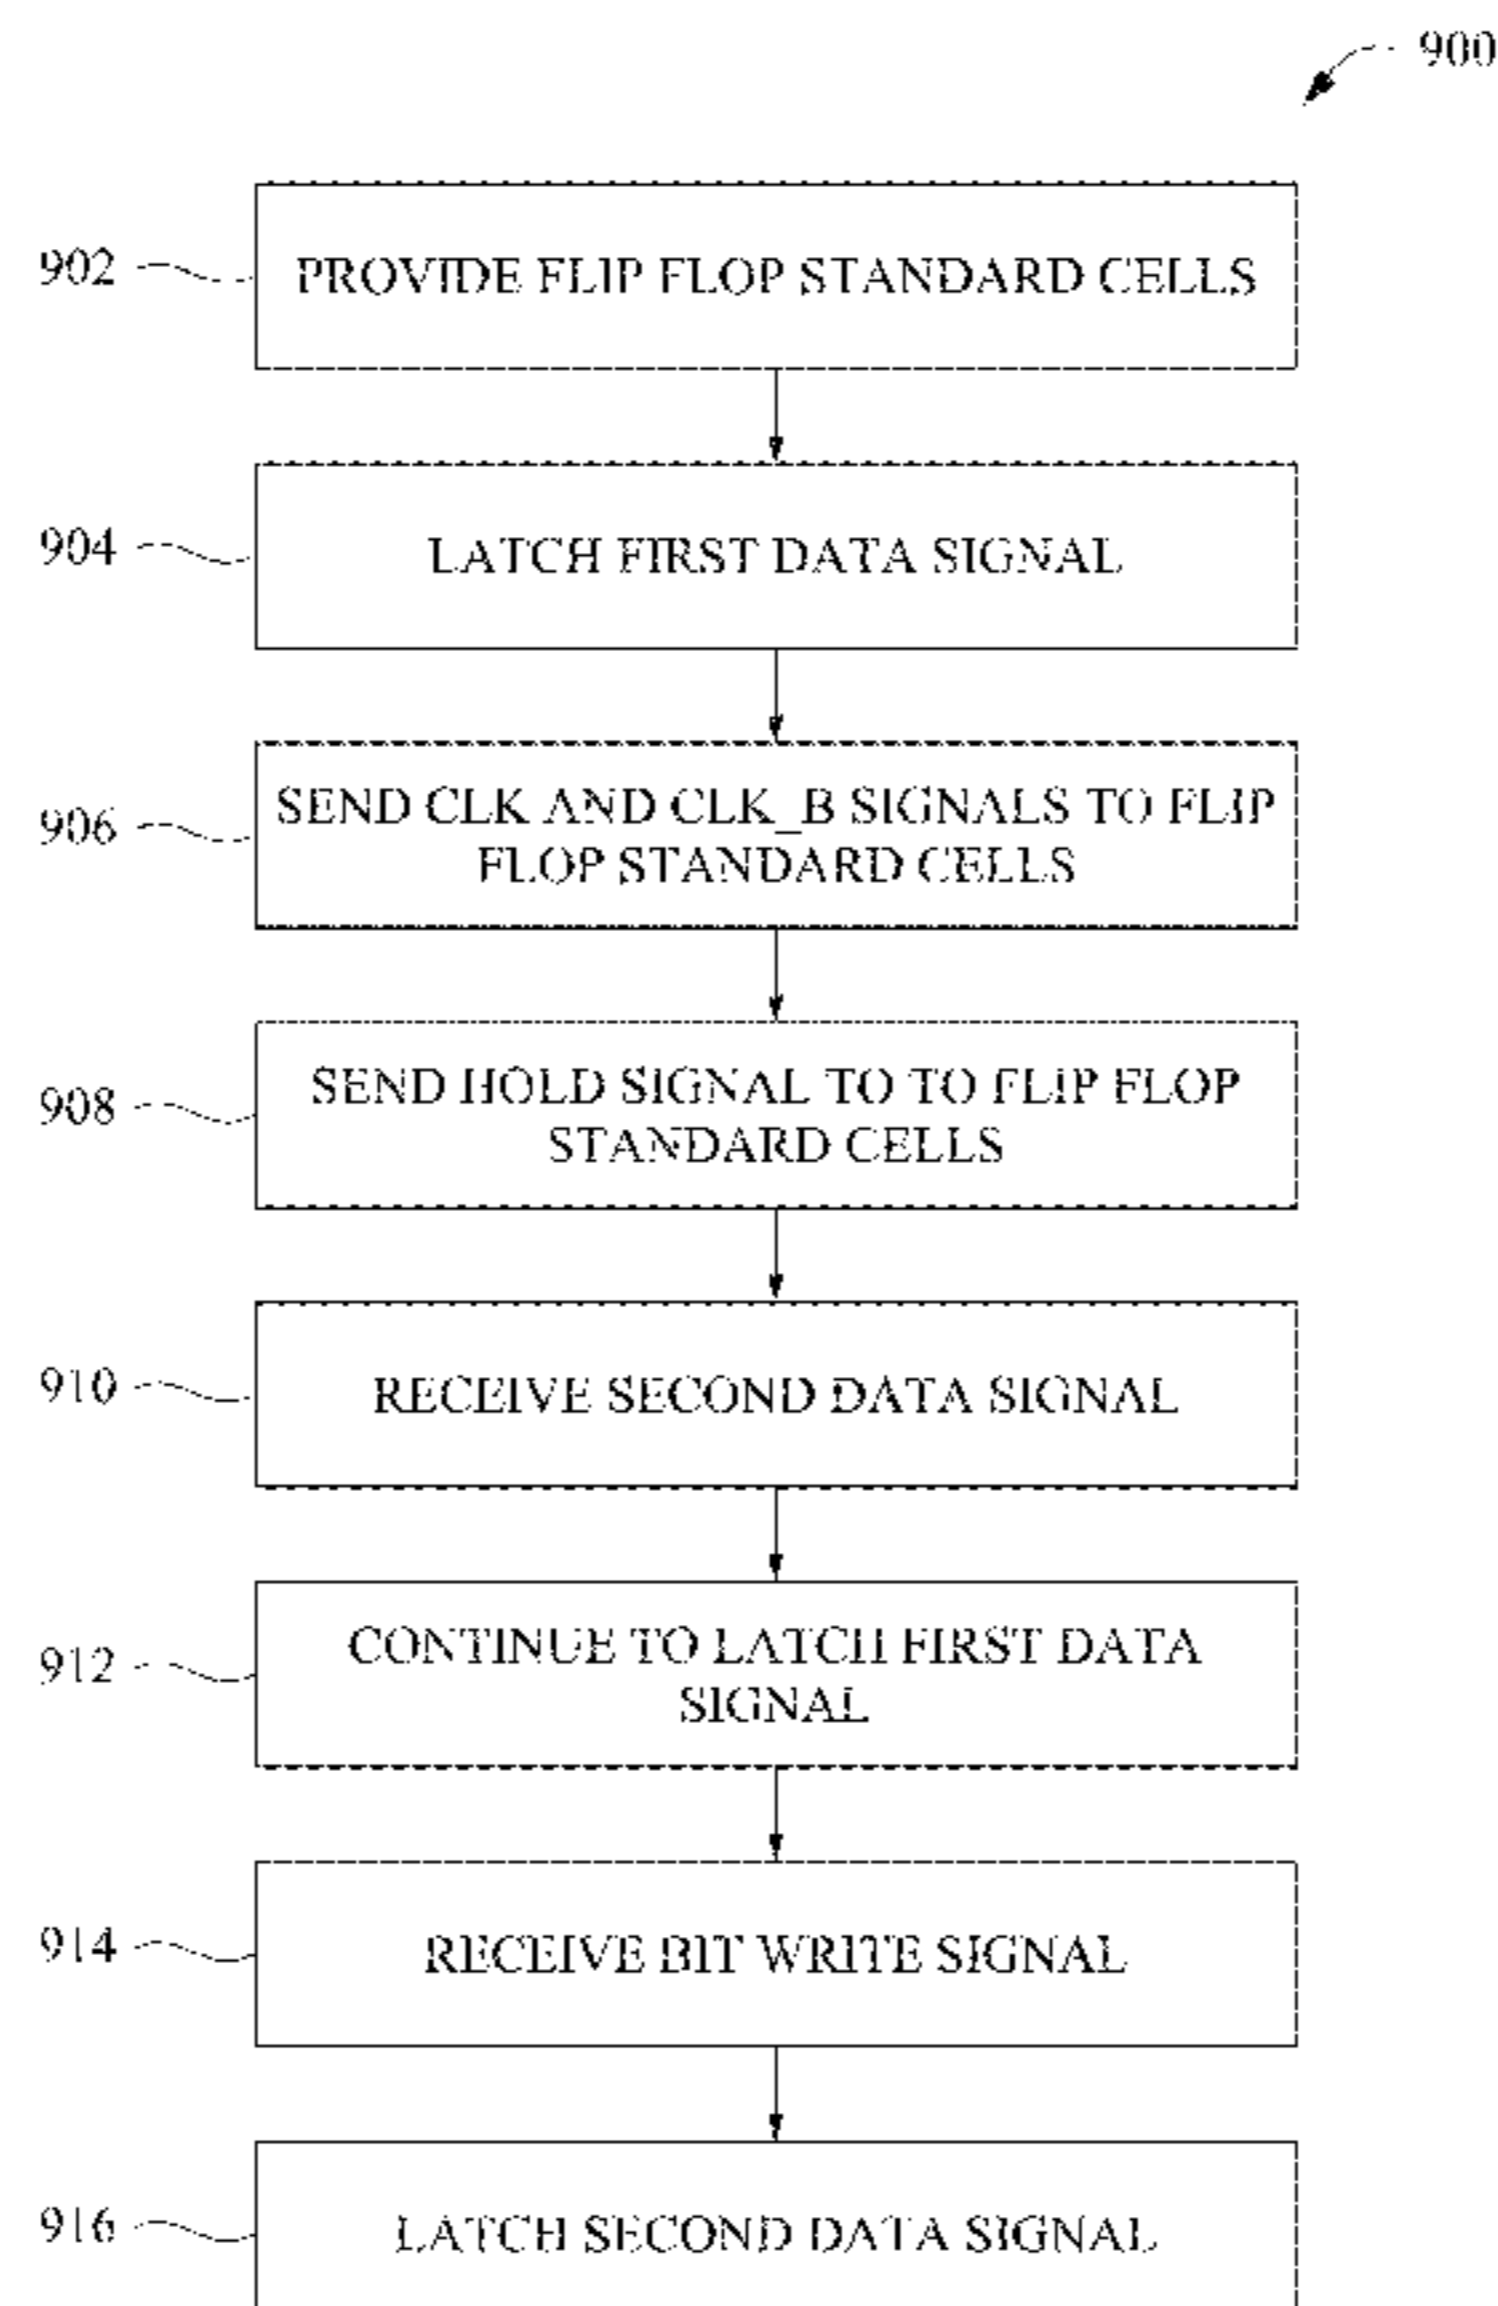 900
902
PROVIDE FLIP FLOP STANDARD CELLS
904
LATCH FIRST DATA SIGNAL
906
SEND CLK AND CLK_B SIGNALS TO FLIP
FLOP STANDARD CELLS
908
SEND HOLD SIGNAL TO TO FLIP FLOP
STANDARD CELLS
910
RECEIVE SECOND DATA SIGNAL
912
CONTINUE TO LATCH FIRST DATA
SIGNAL
914
RECEIVE BIT WRITE SIGNAL
916
LATCH SECOND DATA SIGNAL